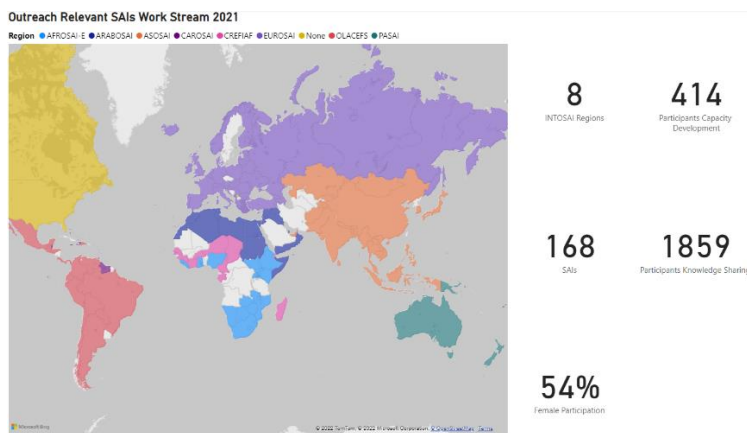 Outreach Relevant SAIs Work Stream 2021
Region AFROSAI-E ARABOSAI ASOSAI CAROSAI CREFIAF EUROSAI None OLACEFS PASAI
8
INTOSAI Regions
414
Participants Capacity
Development
168
SAIs
1859
Participants Knowledge Sharing
54%
Female Participation
Microsoft Bing
© 2022 TomTom, © 2022 Microsoft Corporation, © OpenStreetMap Terms